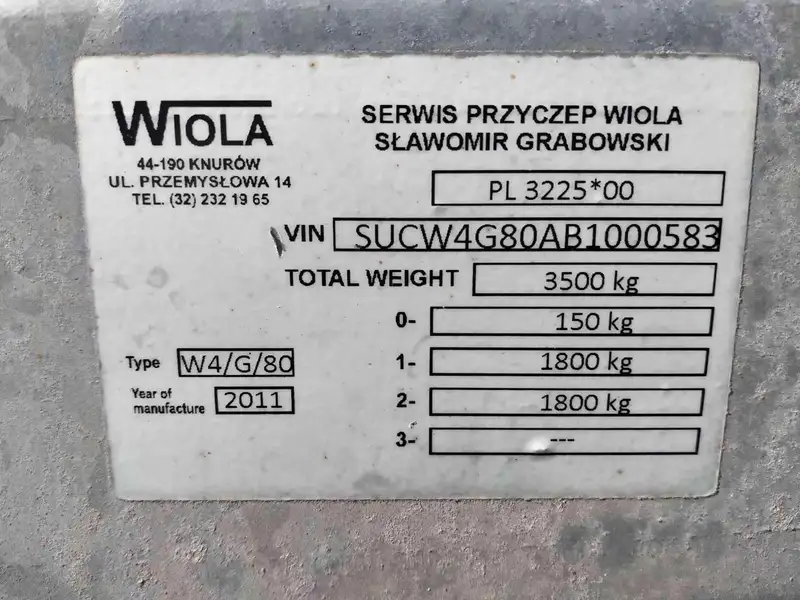 WIOLA
44-190 KNURÓW
UL. PRZEMYSŁOWA 14
TEL. (32) 232 19 65
SERWIS PRZYCZEP WIOLA
SŁAWOMIR GRABOWSKI
PL 3225*00
VIN SUCW4G80AB1000583
TOTAL WEIGHT 3500 kg
0- 150 kg
Type W4/G/80
1- 1800 kg
Year of
manufacture 2011
2- 1800 kg
3- ---